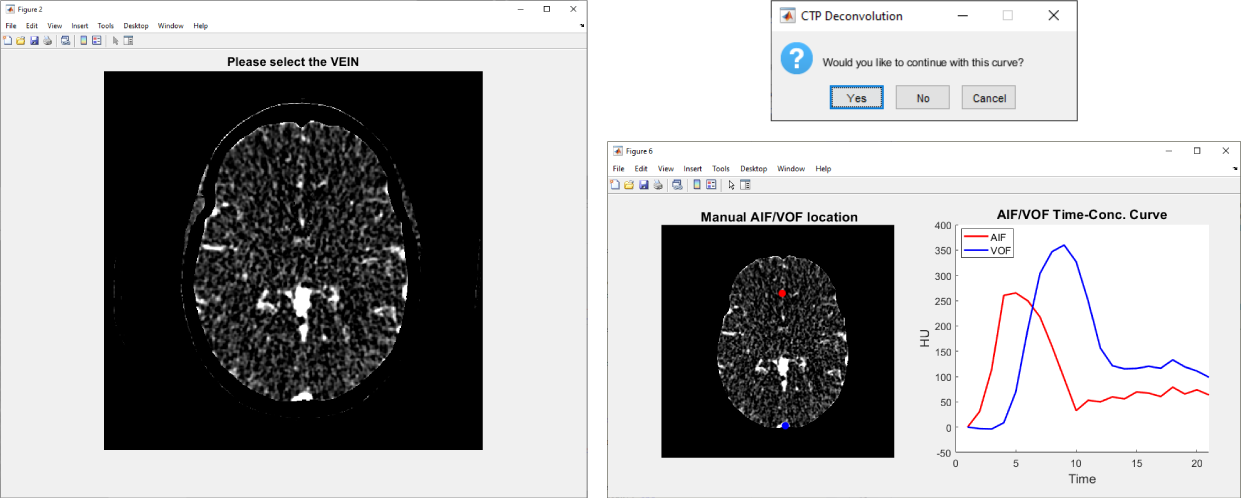 Figure 2
File Edit View Insert Tools Desktop Window Help
Please select the VEIN
CTP Deconvolution
Would you like to continue with this curve?
Yes No Cancel
Figure 6
File Edit View Insert Tools Desktop Window Help
Manual AIF/VOF location
AIF/VOF Time-Conc. Curve
400
350
300
250
200
150
100
50
0
-50
HU
AIF
VOF
0 5 10 15 20
Time